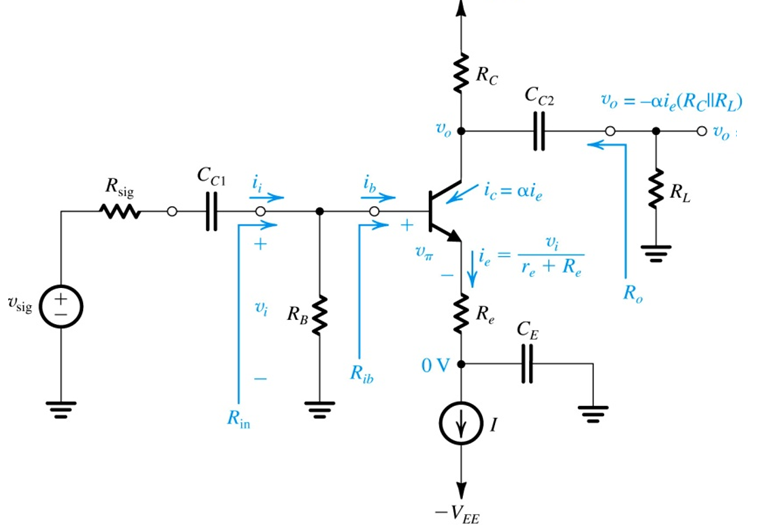 R_C
C_C2
v_o = –αi_e(R_C||R_L)
v_o
v_o :
R_sig
C_C1
i_i
i_b
i_c = αi_e
R_L
+
+
v_π
–
i_e = v_i / (r_e + R_e)
v_sig
+
–
v_i
R_B
R_e
R_o
C_E
R_ib
0 V
–
R_in
I
–V_EE